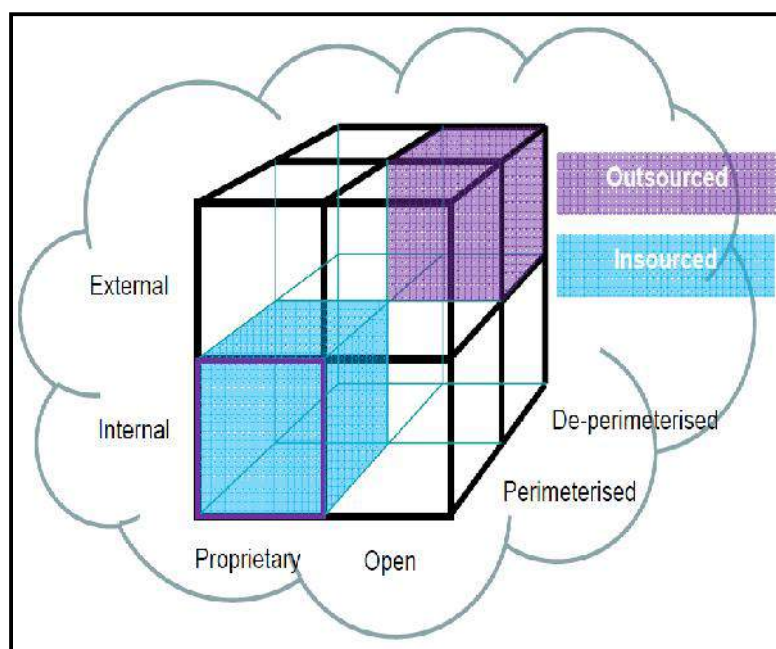 Outsourced
Insourced
External
Internal
De-perimeterised
Perimeterised
Proprietary
Open